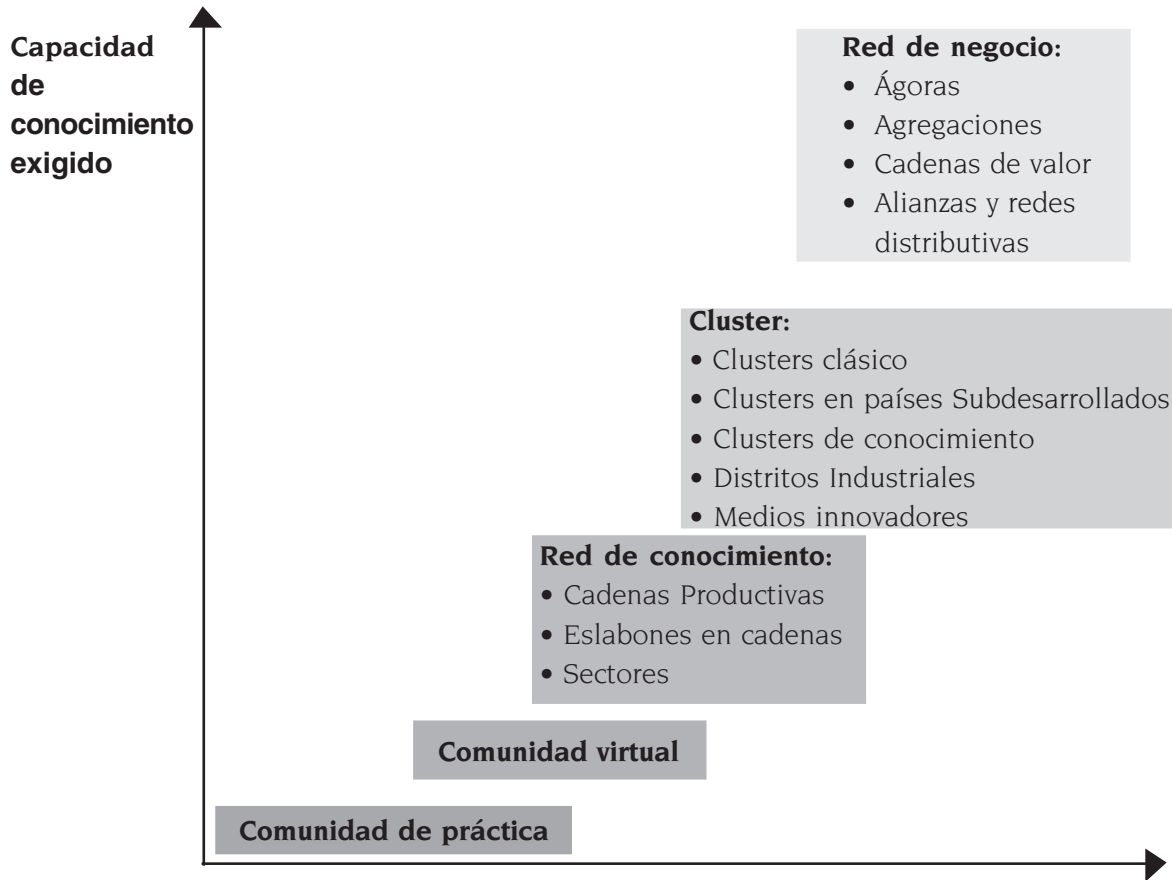 Capacidad
de
conocimiento
exigido
Red de negocio:
• Ágoras
• Agregaciones
• Cadenas de valor
• Alianzas y redes
distributivas
Cluster:
• Clusters clásico
• Clusters en países Subdesarrollados
• Clusters de conocimiento
• Distritos Industriales
• Medios innovadores
Red de conocimiento:
• Cadenas Productivas
• Eslabones en cadenas
• Sectores
Comunidad virtual
Comunidad de práctica